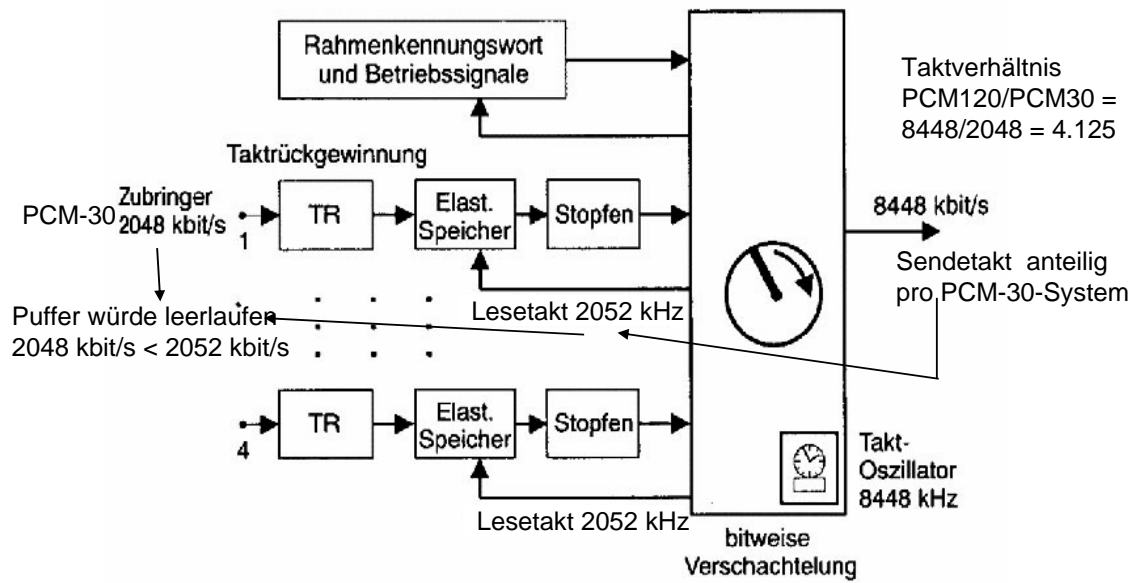 Rahmenkennungswort
und Betriebssignale
Taktverhältnis
PCM120/PCM30 =
8448/2048 = 4.125
Taktrückgewinnung
PCM-30
Zubringer
2048 kbit/s
1
TR
Elast.
Speicher
Stopfen
8448 kbit/s
Sendetakt anteilig
pro PCM-30-System
Lesetakt 2052 kHz
Puffer würde leerlaufen
2048 kbit/s < 2052 kbit/s
4
TR
Elast.
Speicher
Stopfen
Takt-
Oszillator
8448 kHz
Lesetakt 2052 kHz
bitweise
Verschachtelung